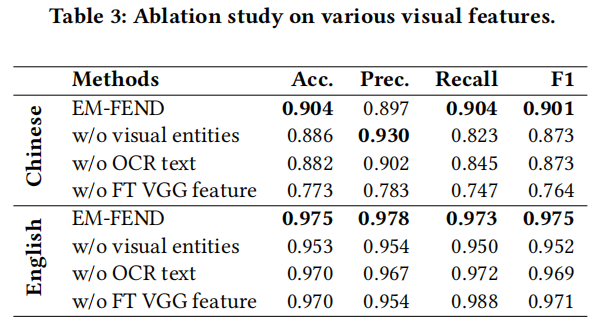 Table 3: Ablation study on various visual features.
Methods Acc. Prec. Recall F1
Chinese
EM-FEND 0.904 0.897 0.904 0.901
w/o visual entities 0.886 0.930 0.823 0.873
w/o OCR text 0.882 0.902 0.845 0.873
w/o FT VGG feature 0.773 0.783 0.747 0.764
English
EM-FEND 0.975 0.978 0.973 0.975
w/o visual entities 0.953 0.954 0.950 0.952
w/o OCR text 0.970 0.967 0.972 0.969
w/o FT VGG feature 0.970 0.954 0.988 0.971